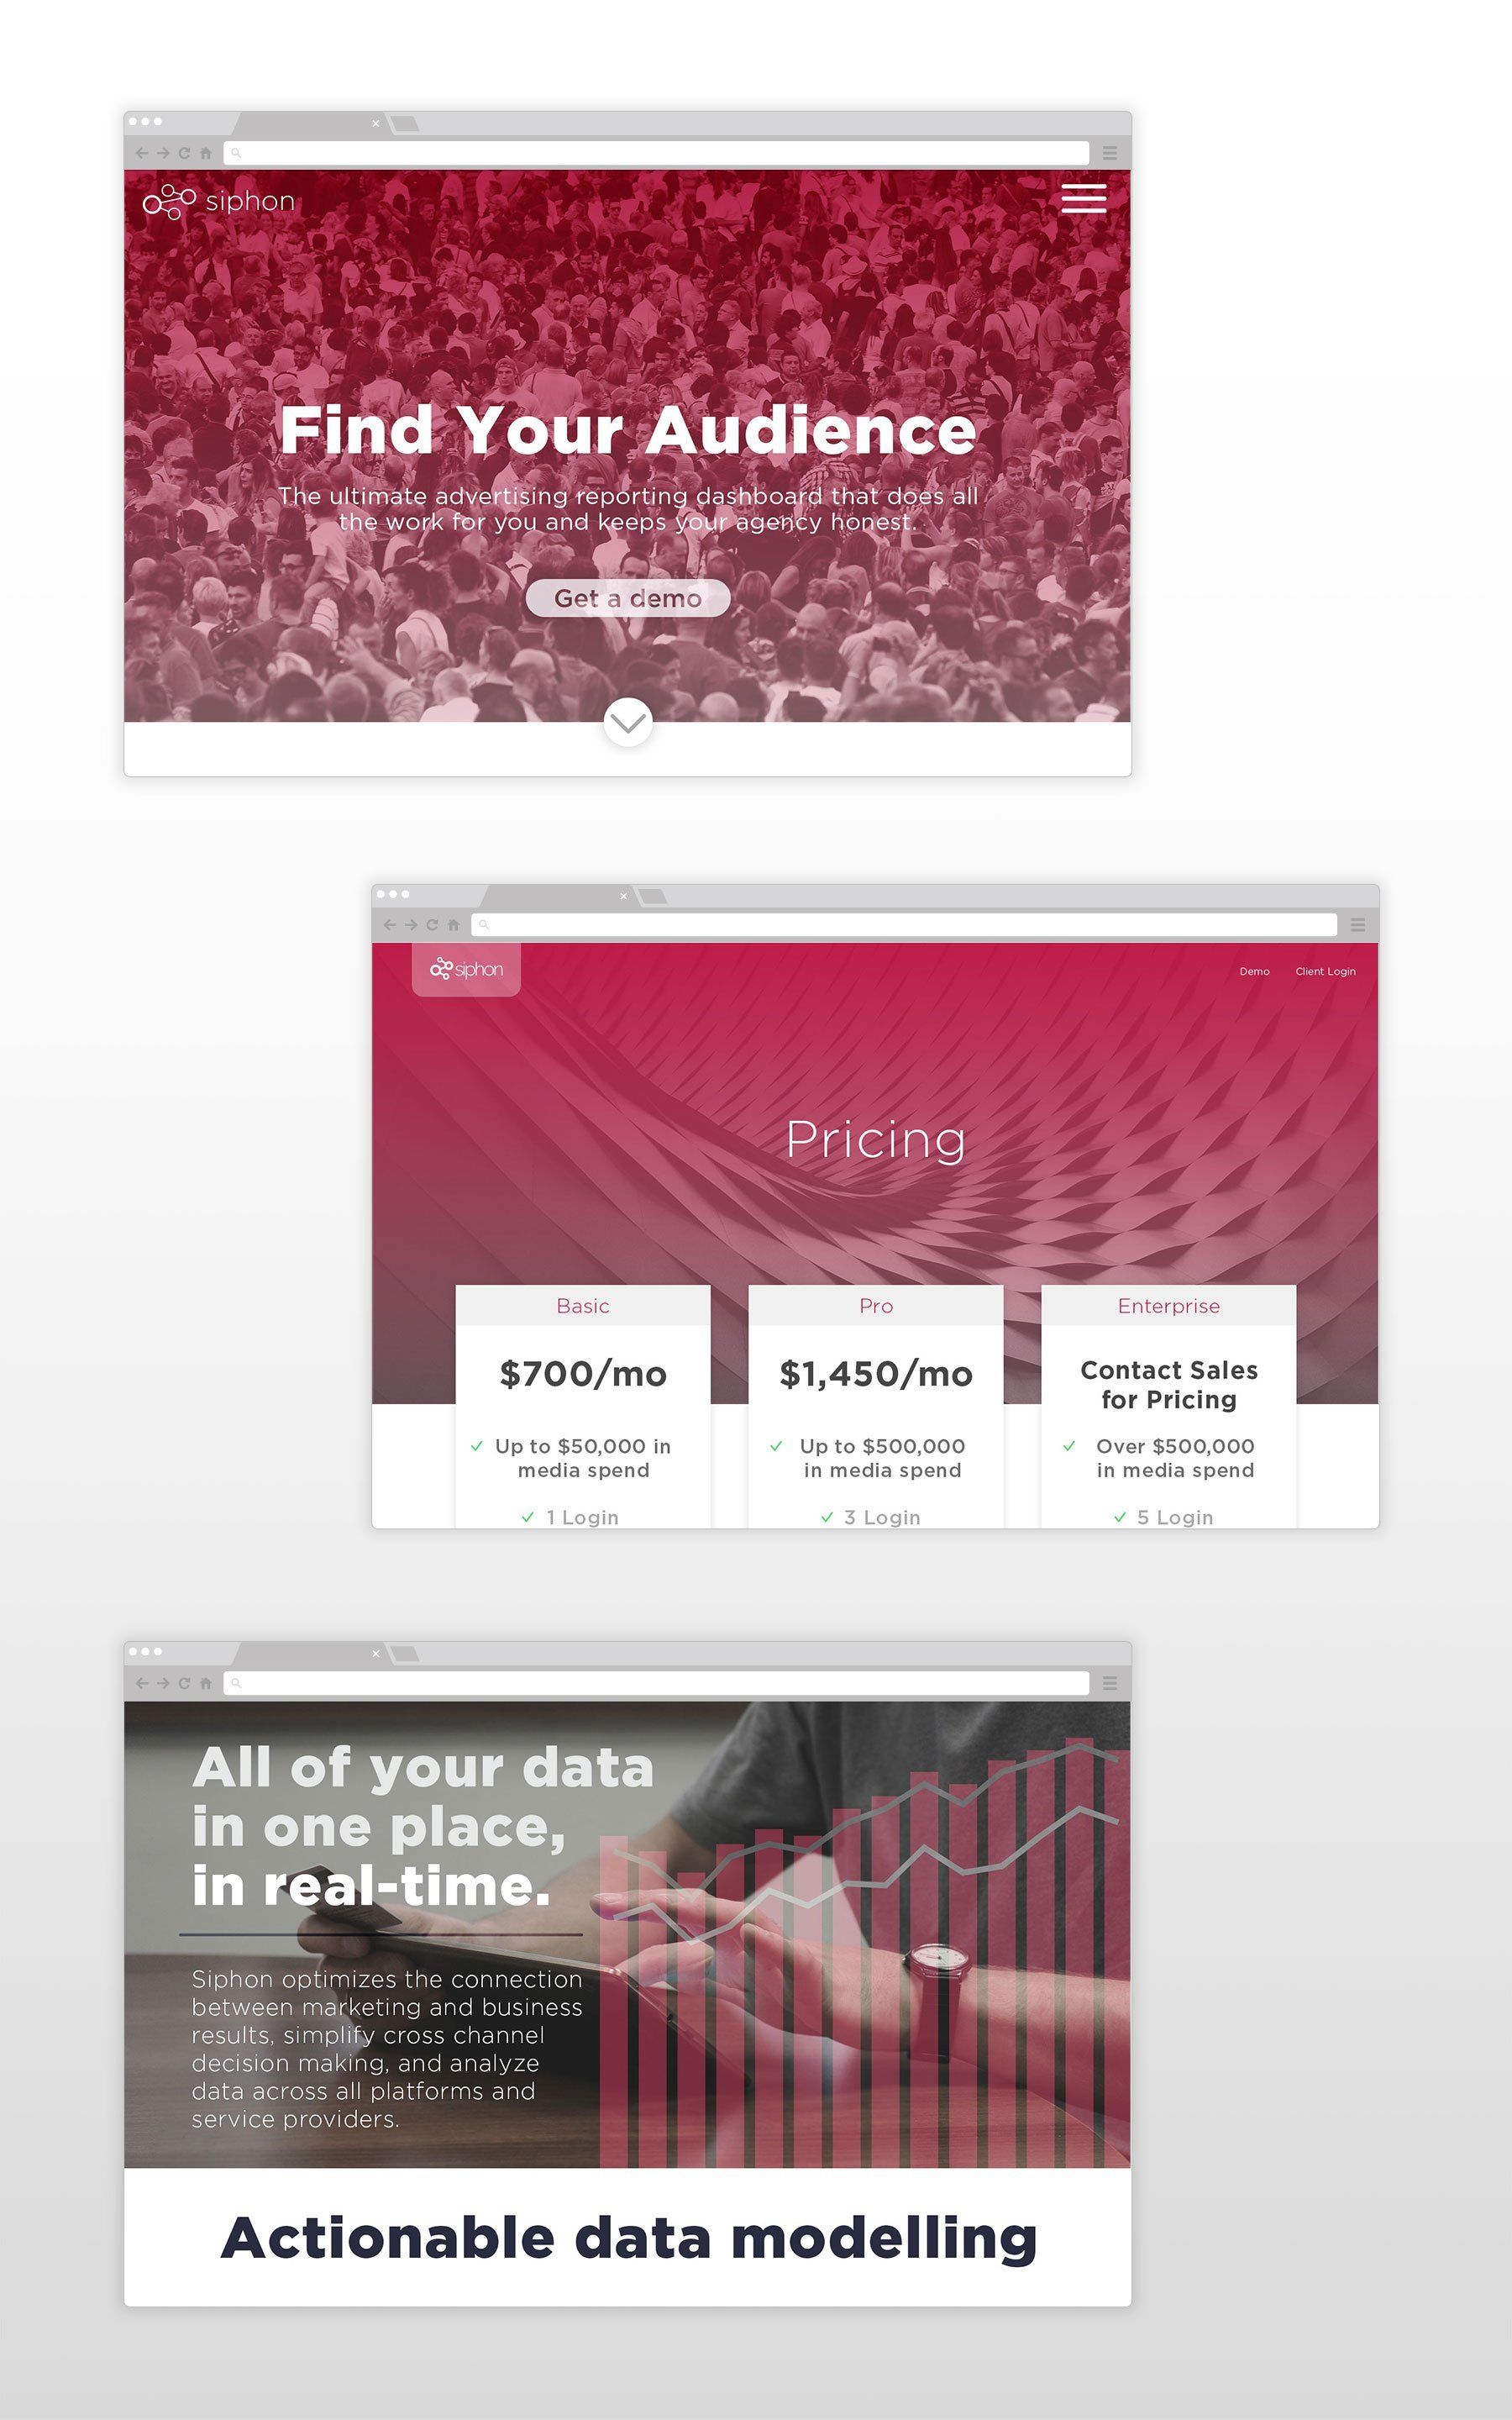 siphon
Find Your Audience
The ultimate advertising reporting dashboard that does all
the work for you and keeps your agency honest.
Get a demo
siphon
Demo
Client Login
Pricing
Basic
$700/mo
Up to $50,000 in
media spend
1 Login
Pro
$1,450/mo
Up to $500,000
in media spend
3 Login
Enterprise
Contact Sales
for Pricing
Over $500,000
in media spend
5 Login
All of your data
in one place,
in real-time.
Siphon optimizes the connection
between marketing and business
results, simplify cross channel
decision making, and analyze
data across all platforms and
service providers.
Actionable data modelling